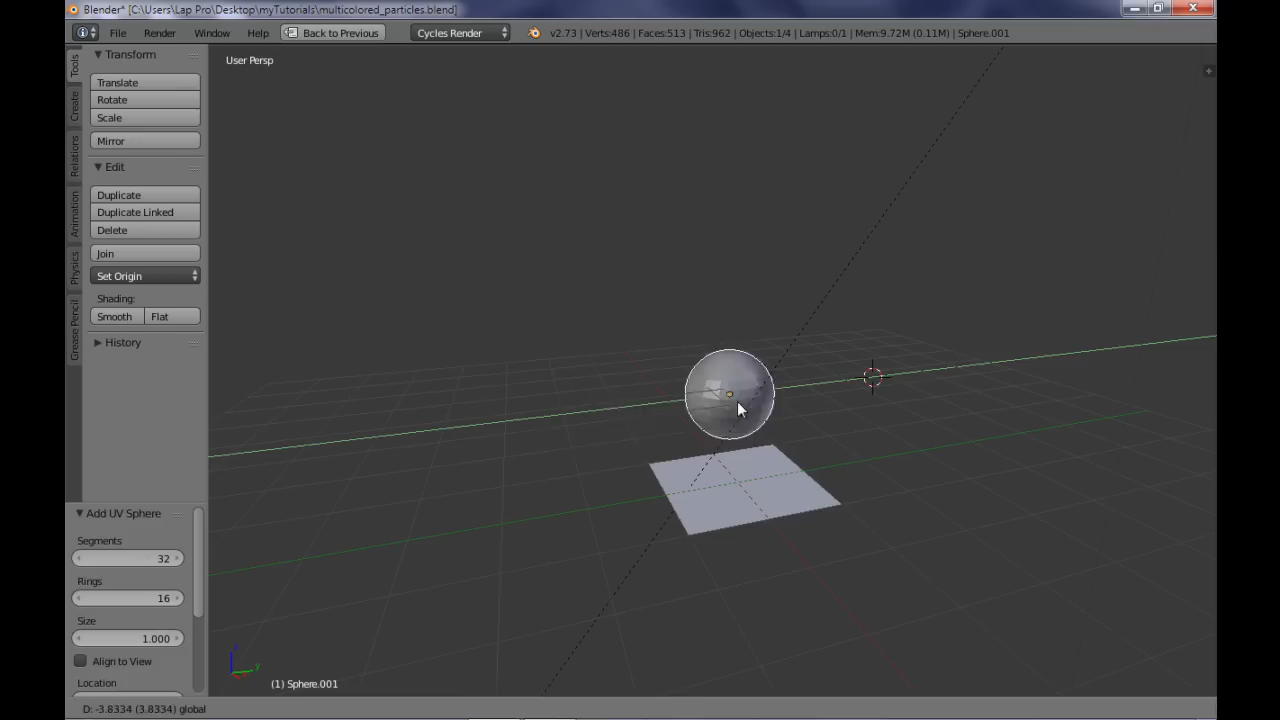 Blender* [C:\Users\Lap Pro\Desktop\myTutorials\multicolored_particles.blend]
File Render Window Help Back to Previous Cycles Render v2.73 | Verts:486 | Faces:513 | Tris:962 | Objects:1/4 | Lamps:0/1 | Mem:9.72M (0.11M) | Sphere.001
Tools
Create
Relations
Animation
Physics
Grease Pencil
Transform
Translate
Rotate
Scale
Mirror
Edit
Duplicate
Duplicate Linked
Delete
Join
Set Origin
Shading:
Smooth Flat
History
User Persp
Add UV Sphere
Segments
32
Rings
16
Size
1.000
Align to View
Location
z
y
(1) Sphere.001
D: -3.8334 (3.8334) global